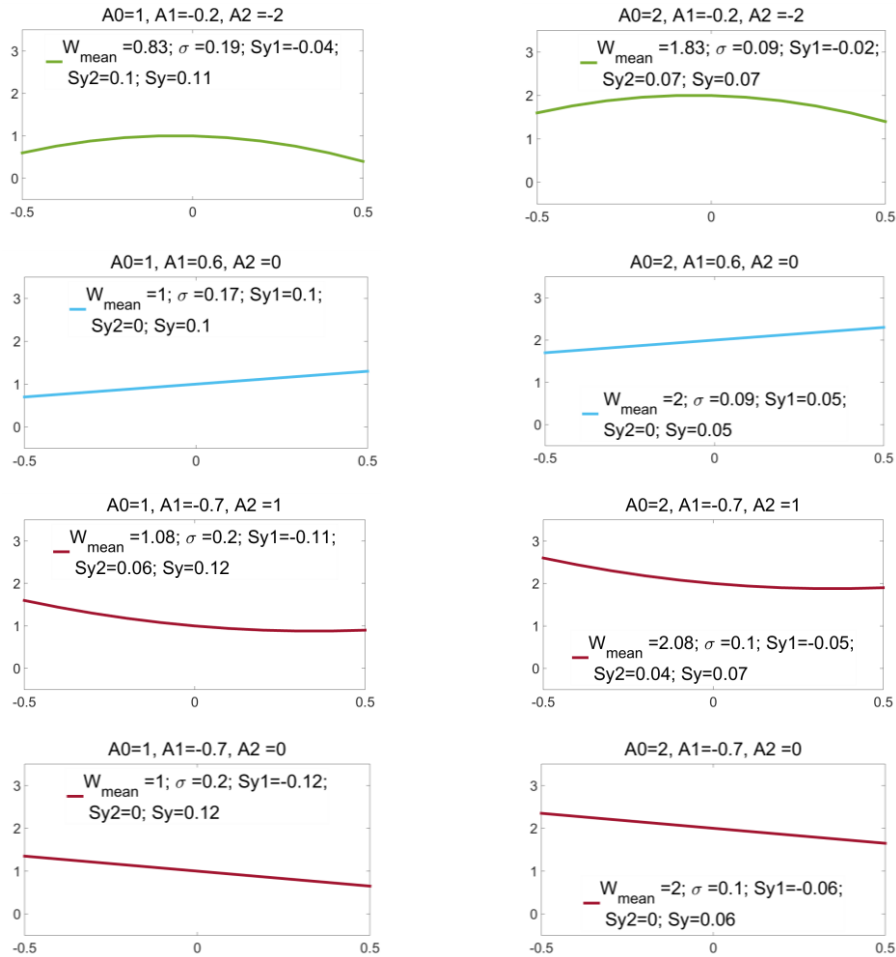 A0=1, A1=-0.2, A2 =-2
W_mean =0.83; σ =0.19; Sy1=-0.04;
Sy2=0.1; Sy=0.11
3
2
1
0
-0.5 0 0.5
A0=2, A1=-0.2, A2 =-2
W_mean =1.83; σ =0.09; Sy1=-0.02;
Sy2=0.07; Sy=0.07
3
2
1
0
-0.5 0 0.5
A0=1, A1=0.6, A2 =0
W_mean =1; σ =0.17; Sy1=0.1;
Sy2=0; Sy=0.1
3
2
1
0
-0.5 0 0.5
A0=2, A1=0.6, A2 =0
3
2
1
0
W_mean =2; σ =0.09; Sy1=0.05;
Sy2=0; Sy=0.05
-0.5 0 0.5
A0=1, A1=-0.7, A2 =1
W_mean =1.08; σ =0.2; Sy1=-0.11;
Sy2=0.06; Sy=0.12
3
2
1
0
-0.5 0 0.5
A0=2, A1=-0.7, A2 =1
3
2
1
0
W_mean =2.08; σ =0.1; Sy1=-0.05;
Sy2=0.04; Sy=0.07
-0.5 0 0.5
A0=1, A1=-0.7, A2 =0
W_mean =1; σ =0.2; Sy1=-0.12;
Sy2=0; Sy=0.12
3
2
1
0
-0.5 0 0.5
A0=2, A1=-0.7, A2 =0
3
2
1
0
W_mean =2; σ =0.1; Sy1=-0.06;
Sy2=0; Sy=0.06
-0.5 0 0.5